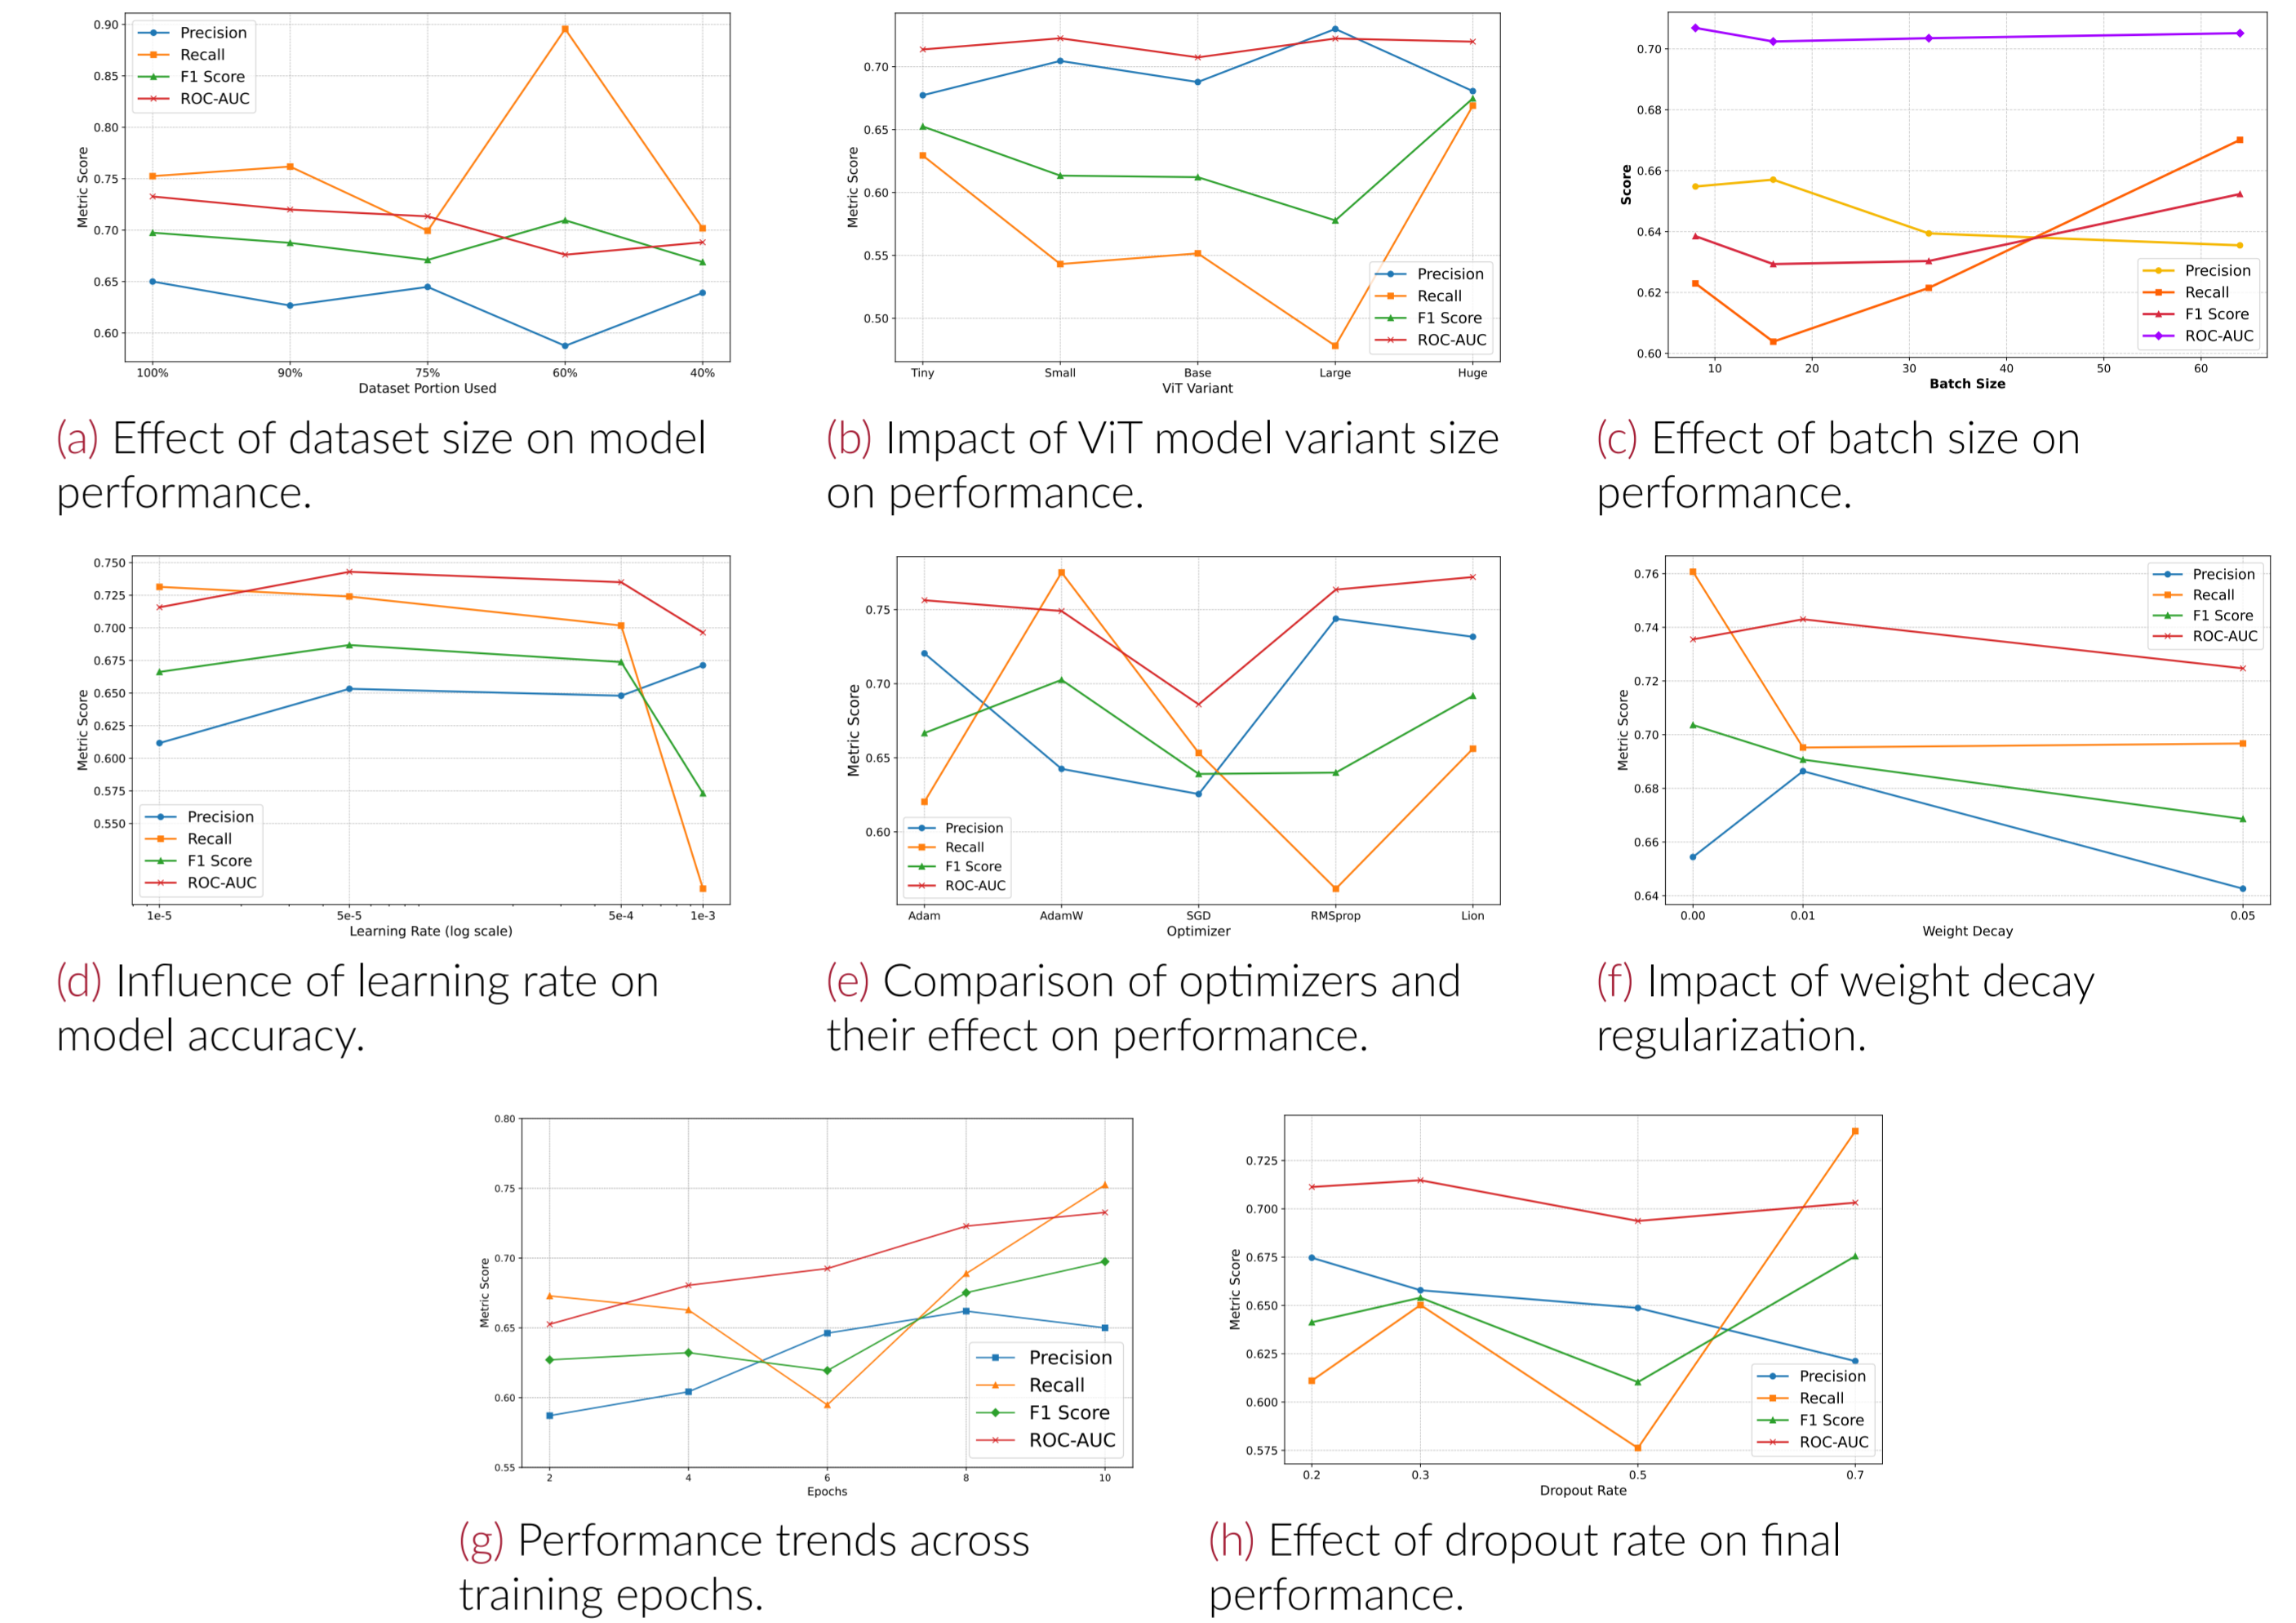 0.90
0.85
0.80
0.75
0.70
0.65
0.60
Metric Score
Precision
Recall
F1 Score
ROC-AUC
100% 90% 75% 60% 40%
Dataset Portion Used
(a) Effect of dataset size on model
performance.
0.70
0.65
0.60
0.55
0.50
Metric Score
Precision
Recall
F1 Score
ROC-AUC
Tiny Small Base Large Huge
ViT Variant
(b) Impact of ViT model variant size
on performance.
0.70
0.68
0.66
0.64
0.62
0.60
Score
Precision
Recall
F1 Score
ROC-AUC
10 20 30 40 50 60
Batch Size
(c) Effect of batch size on
performance.
0.750
0.725
0.700
0.675
0.650
0.625
0.600
0.575
0.550
Metric Score
Precision
Recall
F1 Score
ROC-AUC
1e-5 5e-5 5e-4 1e-3
Learning Rate (log scale)
(d) Influence of learning rate on
model accuracy.
0.75
0.70
0.65
0.60
Metric Score
Precision
Recall
F1 Score
ROC-AUC
Adam AdamW SGD RMSprop Lion
Optimizer
(e) Comparison of optimizers and
their effect on performance.
0.76
0.74
0.72
0.70
0.68
0.66
0.64
Metric Score
Precision
Recall
F1 Score
ROC-AUC
0.00 0.01 0.05
Weight Decay
(f) Impact of weight decay
regularization.
0.80
0.75
0.70
0.65
0.60
0.55
Metric Score
Precision
Recall
F1 Score
ROC-AUC
2 4 6 8 10
Epochs
(g) Performance trends across
training epochs.
0.725
0.700
0.675
0.650
0.625
0.600
0.575
Metric Score
Precision
Recall
F1 Score
ROC-AUC
0.2 0.3 0.5 0.7
Dropout Rate
(h) Effect of dropout rate on final
performance.